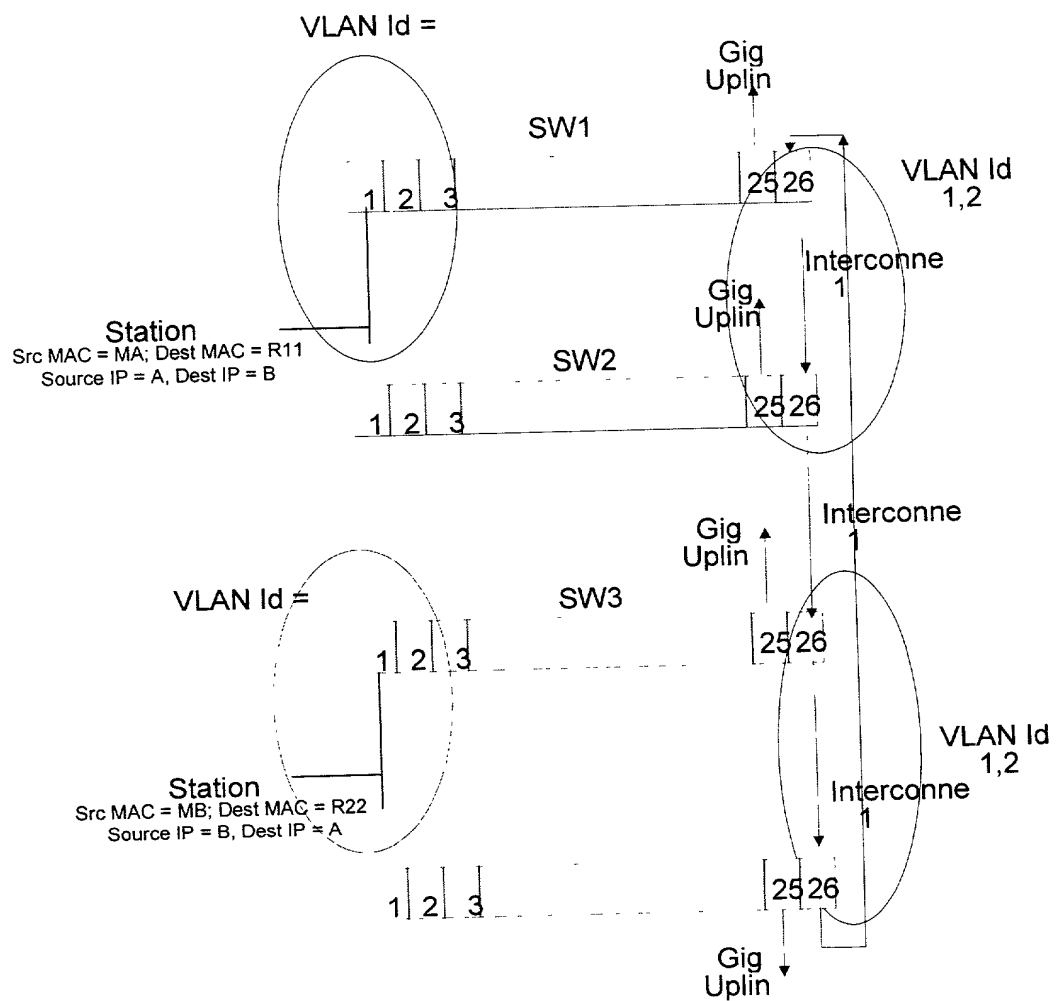 VLAN Id =
Gig
Uplin
SW1
1 2 3
25 26
VLAN Id
1,2
Interconne
1
Gig
Uplin
Station
Src MAC = MA; Dest MAC = R11
Source IP = A, Dest IP = B
SW2
1 2 3
25 26
Interconne
1
Gig
Uplin
VLAN Id =
SW3
1 2 3
25 26
VLAN Id
1,2
Interconne
1
Station
Src MAC = MB; Dest MAC = R22
Source IP = B, Dest IP = A
1 2 3
25 26
Gig
Uplin